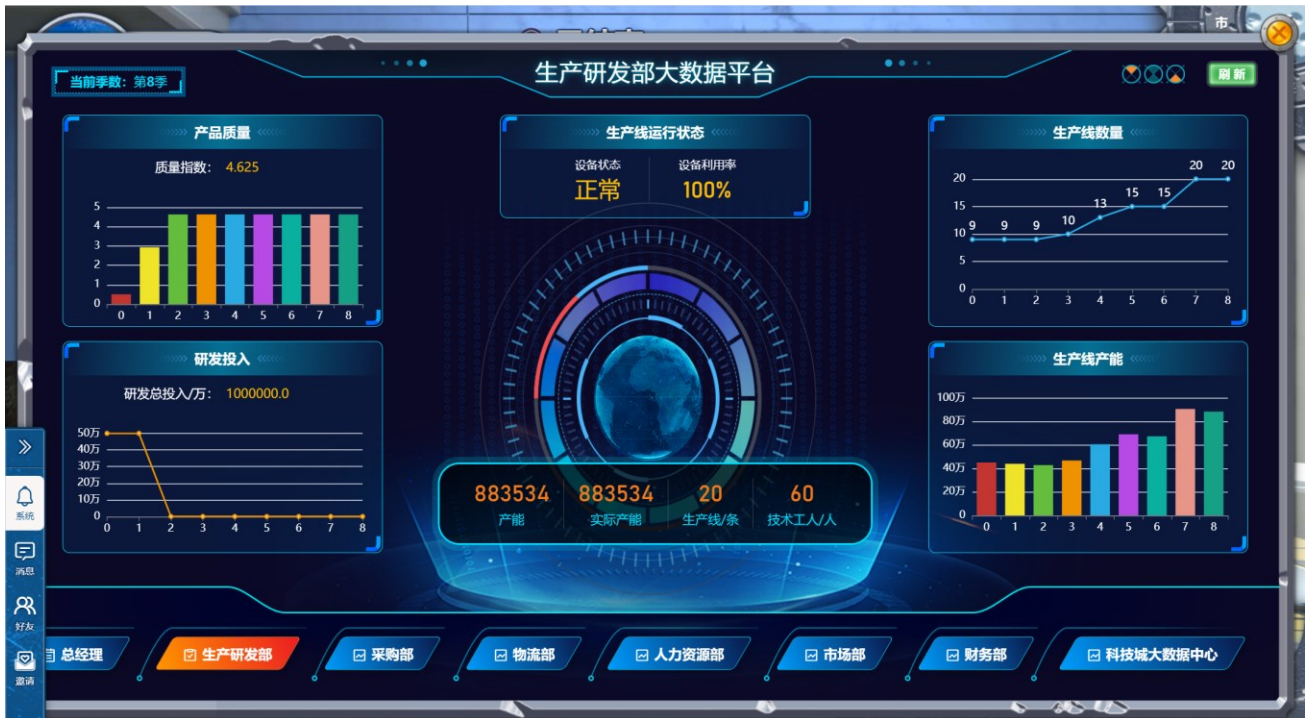 市
当前季数：第8季
生产研发部大数据平台
刷新
产品质量
质量指数： 4.625
5
4
3
2
1
0
0 1 2 3 4 5 6 7 8
生产线运行状态
设备状态 设备利用率
正常 100%
生产线数量
20
15
10
5
0
9 9 9 10 13 15 15 20 20
0 1 2 3 4 5 6 7 8
研发投入
研发总投入/万： 1000000.0
50万
40万
30万
20万
10万
0
0 1 2 3 4 5 6 7 8
生产线产能
100万
80万
60万
40万
20万
0
0 1 2 3 4 5 6 7 8
883534 883534 20 60
产能 实际产能 生产线/条 技术工人/人
系统
消息
好友
邀请
总经理 生产研发部 采购部 物流部 人力资源部 市场部 财务部 科技城大数据中心